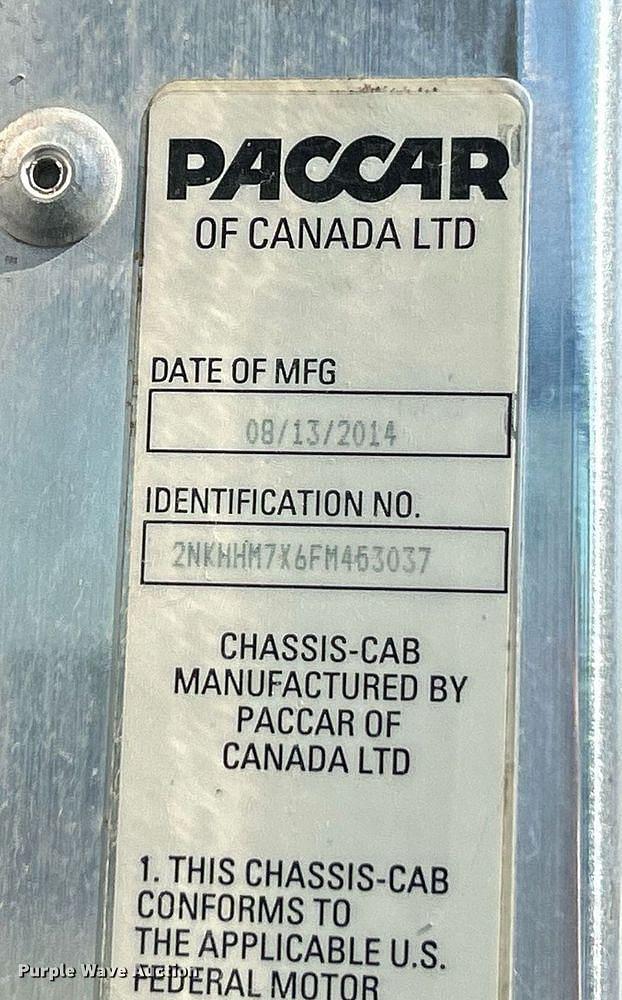 PACCAR
OF CANADA LTD
DATE OF MFG
08/13/2014
IDENTIFICATION NO.
2NKHHM7X6FM453037
CHASSIS-CAB
MANUFACTURED BY
PACCAR OF
CANADA LTD
1. THIS CHASSIS-CAB
CONFORMS TO
THE APPLICABLE U.S.
FEDERAL MOTOR
Purple Wave Auction